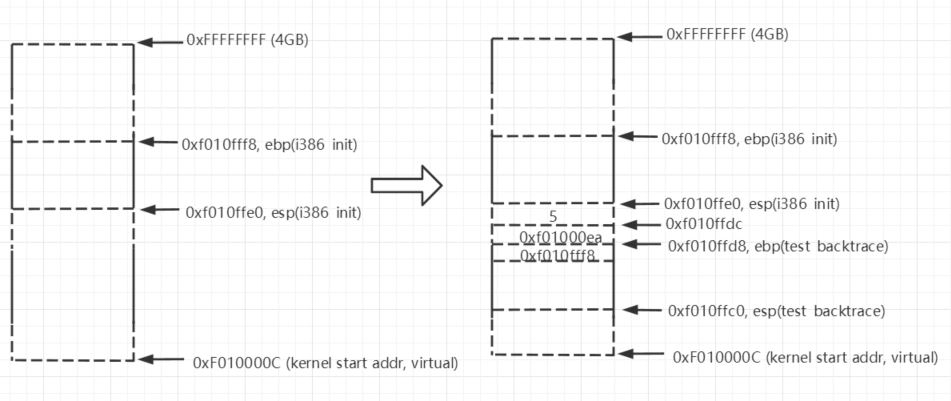 0xFFFFFFFF (4GB)
0xf010fff8, ebp(i386 init)
0xf010ffe0, esp(i386 init)
0xF010000C (kernel start addr, virtual)
0xFFFFFFFF (4GB)
0xf010fff8, ebp(i386 init)
0xf010ffe0, esp(i386 init)
5
0xf010ffdc
0xf01000ea
0xf010ffd8, ebp(test backtrace)
0xf010fff8
0xf010ffc0, esp(test backtrace)
0xF010000C (kernel start addr, virtual)